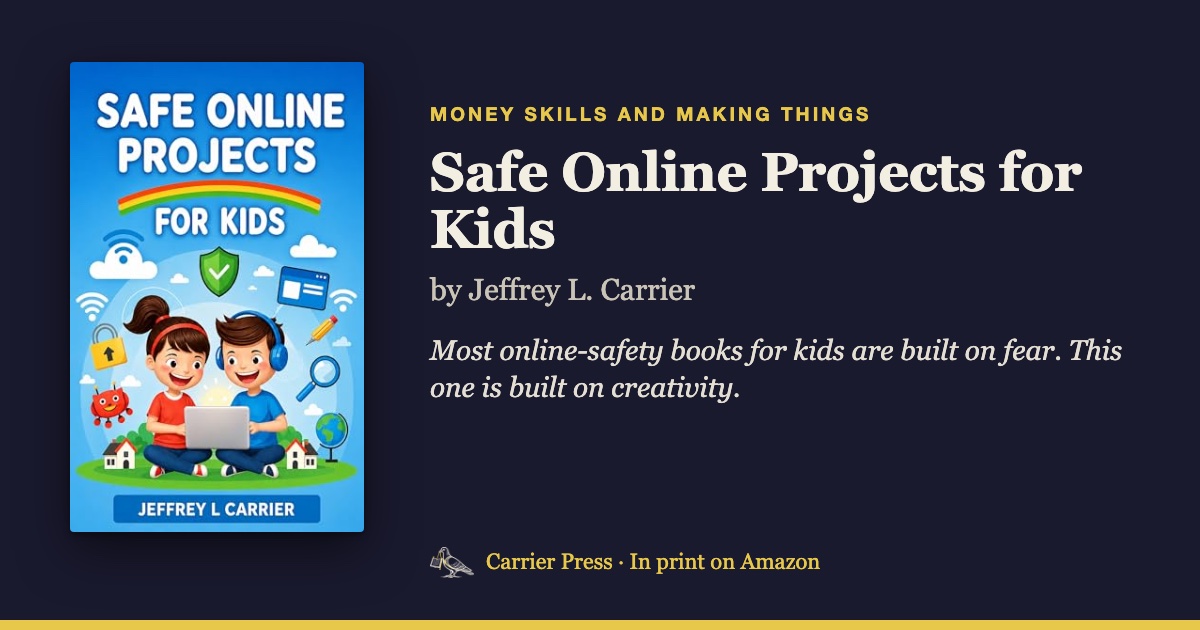 SAFE ONLINE
PROJECTS
FOR KIDS
JEFFREY L CARRIER
MONEY SKILLS AND MAKING THINGS
Safe Online Projects for
Kids
by Jeffrey L. Carrier
Most online-safety books for kids are built on fear. This
one is built on creativity.
Carrier Press · In print on Amazon